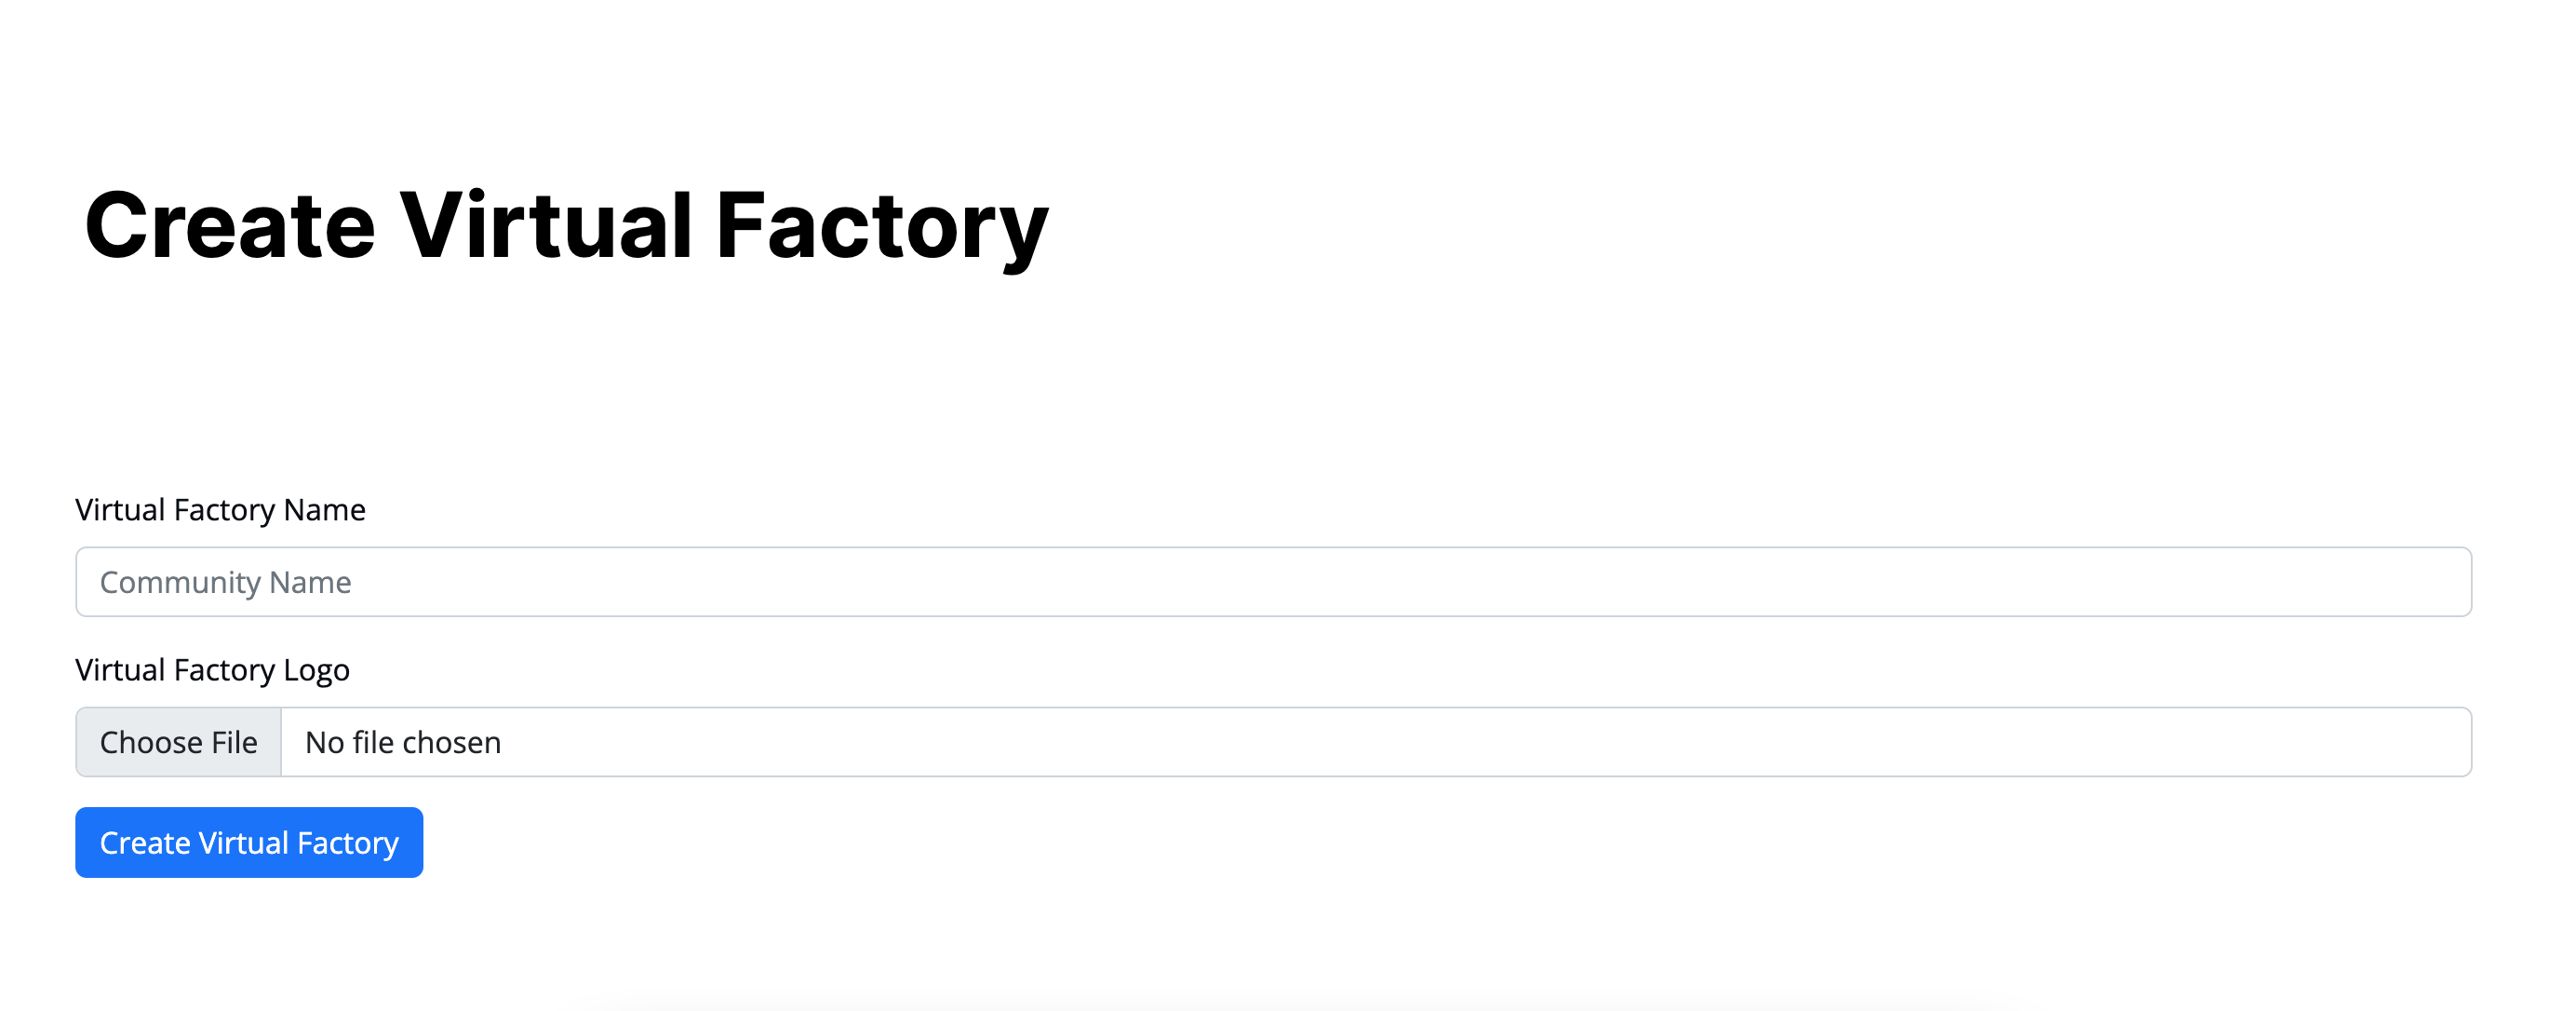 Create Virtual Factory
Virtual Factory Name
Community Name
Virtual Factory Logo
Choose File No file chosen
Create Virtual Factory